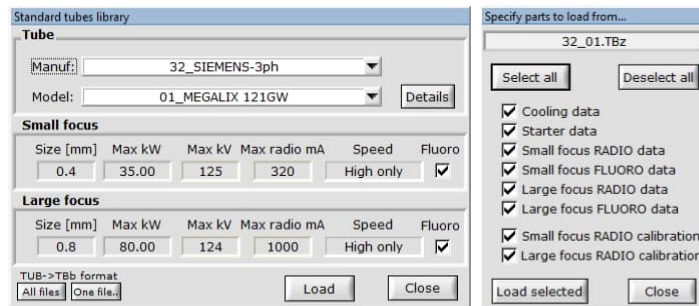 Standard tubes library
Tube
Manuf: 32_SIEMENS-3ph
Model: 01_MEGALIX 121GW Details
Small focus
Size [mm] Max kW Max kV Max radio mA Speed Fluoro
0.4 35.00 125 320 High only
Large focus
Size [mm] Max kW Max kV Max radio mA Speed Fluoro
0.8 80.00 124 1000 High only
TUB->TBb format
All files One file.. Load Close
Specify parts to load from...
32_01.TBz
Select all Deselect all
Cooling data
Starter data
Small focus RADIO data
Small focus FLUORO data
Large focus RADIO data
Large focus FLUORO data
Small focus RADIO calibration
Large focus RADIO calibration
Load selected Close